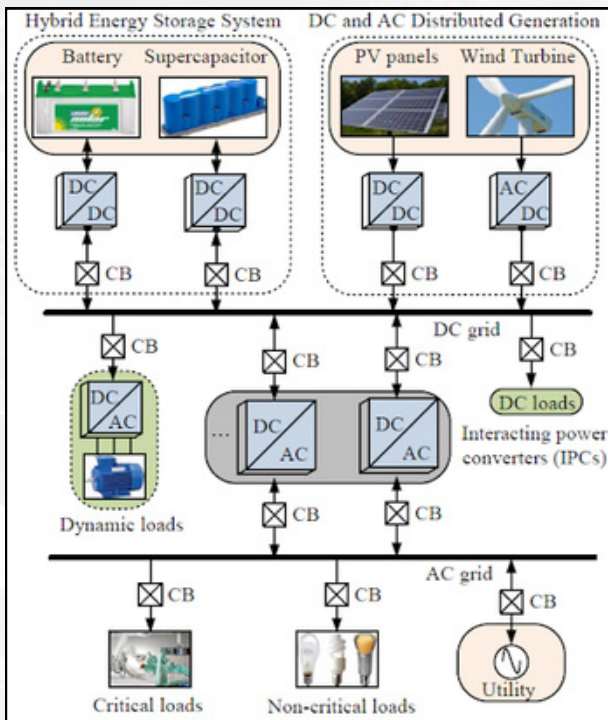 Hybrid Energy Storage System
DC and AC Distributed Generation
Battery
Supercapacitor
PV panels
Wind Turbine
DC
DC
DC
DC
DC
DC
AC
DC
CB
CB
CB
CB
DC grid
CB
CB
CB
CB
DC
AC
...
DC
AC
DC
AC
DC loads
Interacting power
converters (IPCs)
Dynamic loads
CB
CB
AC grid
CB
CB
CB
Critical loads
Non-critical loads
Utility